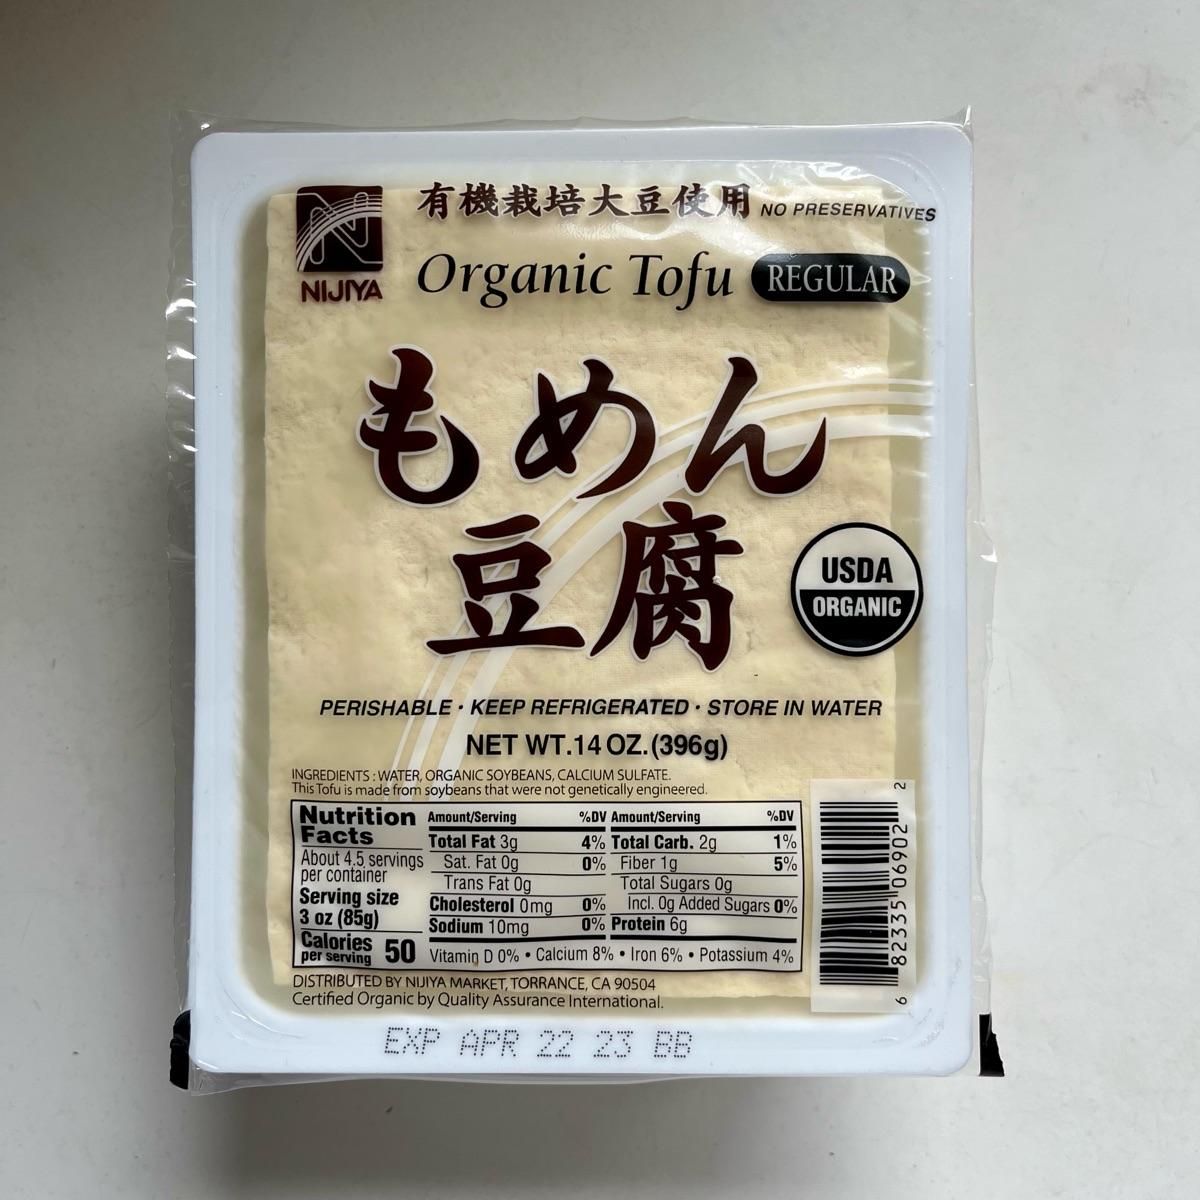 有機栽培大豆使用 NO PRESERVATIVES
NIJIYA
Organic Tofu REGULAR
もめん
豆腐
USDA
ORGANIC
PERISHABLE・KEEP REFRIGERATED・STORE IN WATER
NET WT.14 OZ.(396g)
INGREDIENTS : WATER, ORGANIC SOYBEANS, CALCIUM SULFATE.
This Tofu is made from soybeans that were not genetically engineered.
Nutrition
Facts
About 4.5 servings
per container
Serving size
3 oz (85g)
Calories
per serving 50
Amount/Serving %DV
Total Fat 3g 4%
Sat. Fat 0g 0%
Trans Fat 0g
Cholesterol 0mg 0%
Sodium 10mg 0%
Amount/Serving %DV
Total Carb. 2g 1%
Fiber 1g 5%
Total Sugars 0g
Incl. 0g Added Sugars 0%
Protein 6g
Vitamin D 0% • Calcium 8% • Iron 6% • Potassium 4%
DISTRIBUTED BY NIJIYA MARKET, TORRANCE, CA 90504
Certified Organic by Quality Assurance International.
6 82335 06902 2
EXP APR 22 23 BB